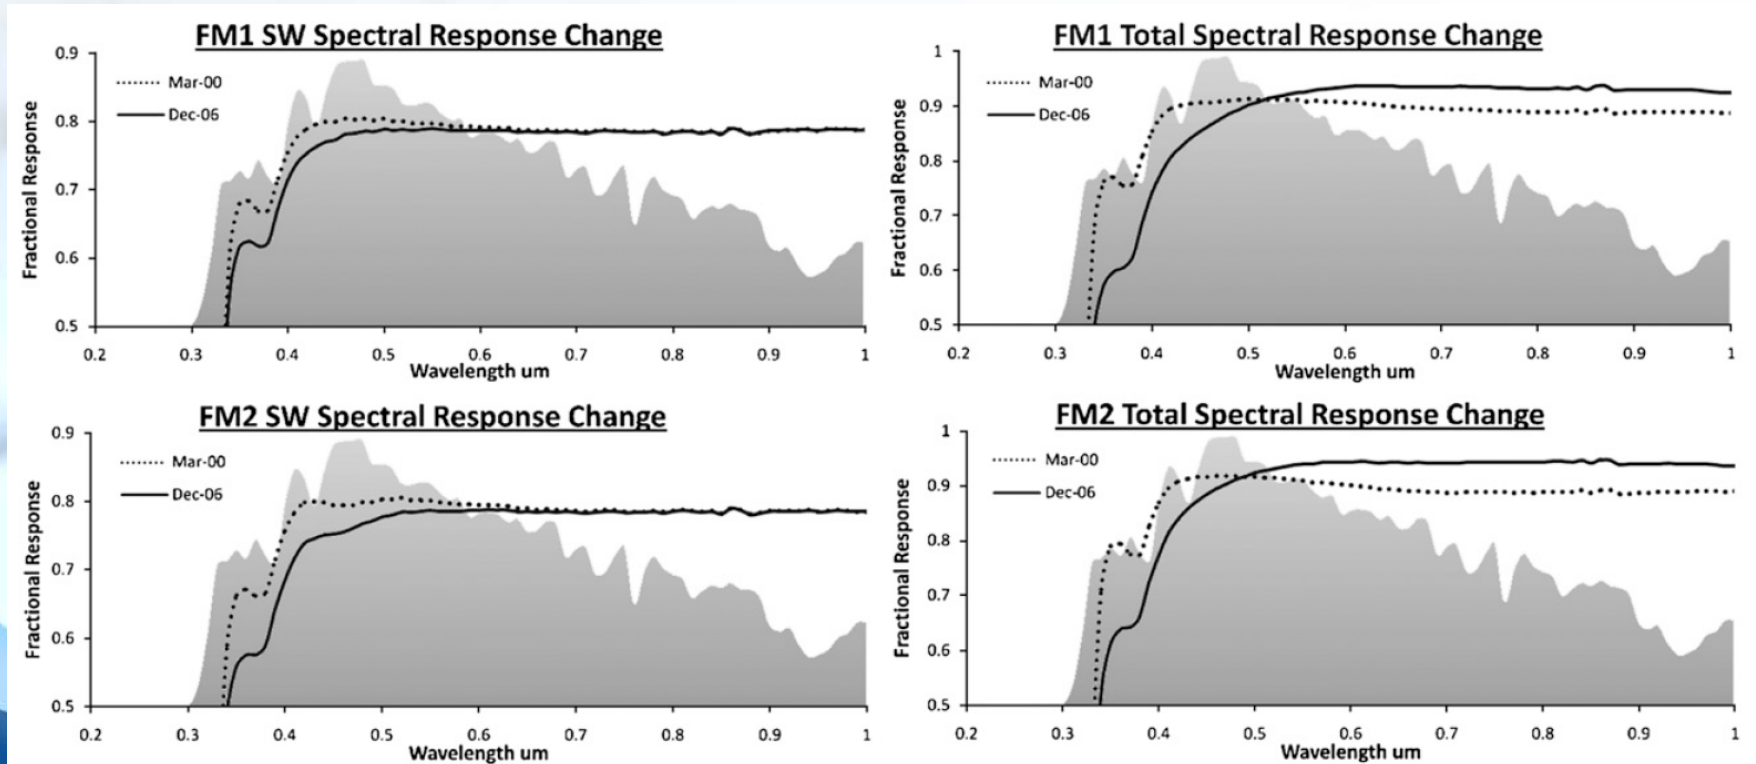 FM1 SW Spectral Response Change
0.9
0.8
0.7
0.6
0.5
Fractional Response
Mar-00
Dec-06
0.2 0.3 0.4 0.5 0.6 0.7 0.8 0.9 1
Wavelength um
FM1 Total Spectral Response Change
1
0.9
0.8
0.7
0.6
0.5
Fractional Response
Mar-00
Dec-06
0.2 0.3 0.4 0.5 0.6 0.7 0.8 0.9 1
Wavelength um
FM2 SW Spectral Response Change
0.9
0.8
0.7
0.6
0.5
Fractional Response
Mar-00
Dec-06
0.2 0.3 0.4 0.5 0.6 0.7 0.8 0.9 1
Wavelength um
FM2 Total Spectral Response Change
1
0.9
0.8
0.7
0.6
0.5
Fractional Response
Mar-00
Dec-06
0.2 0.3 0.4 0.5 0.6 0.7 0.8 0.9 1
Wavelength um